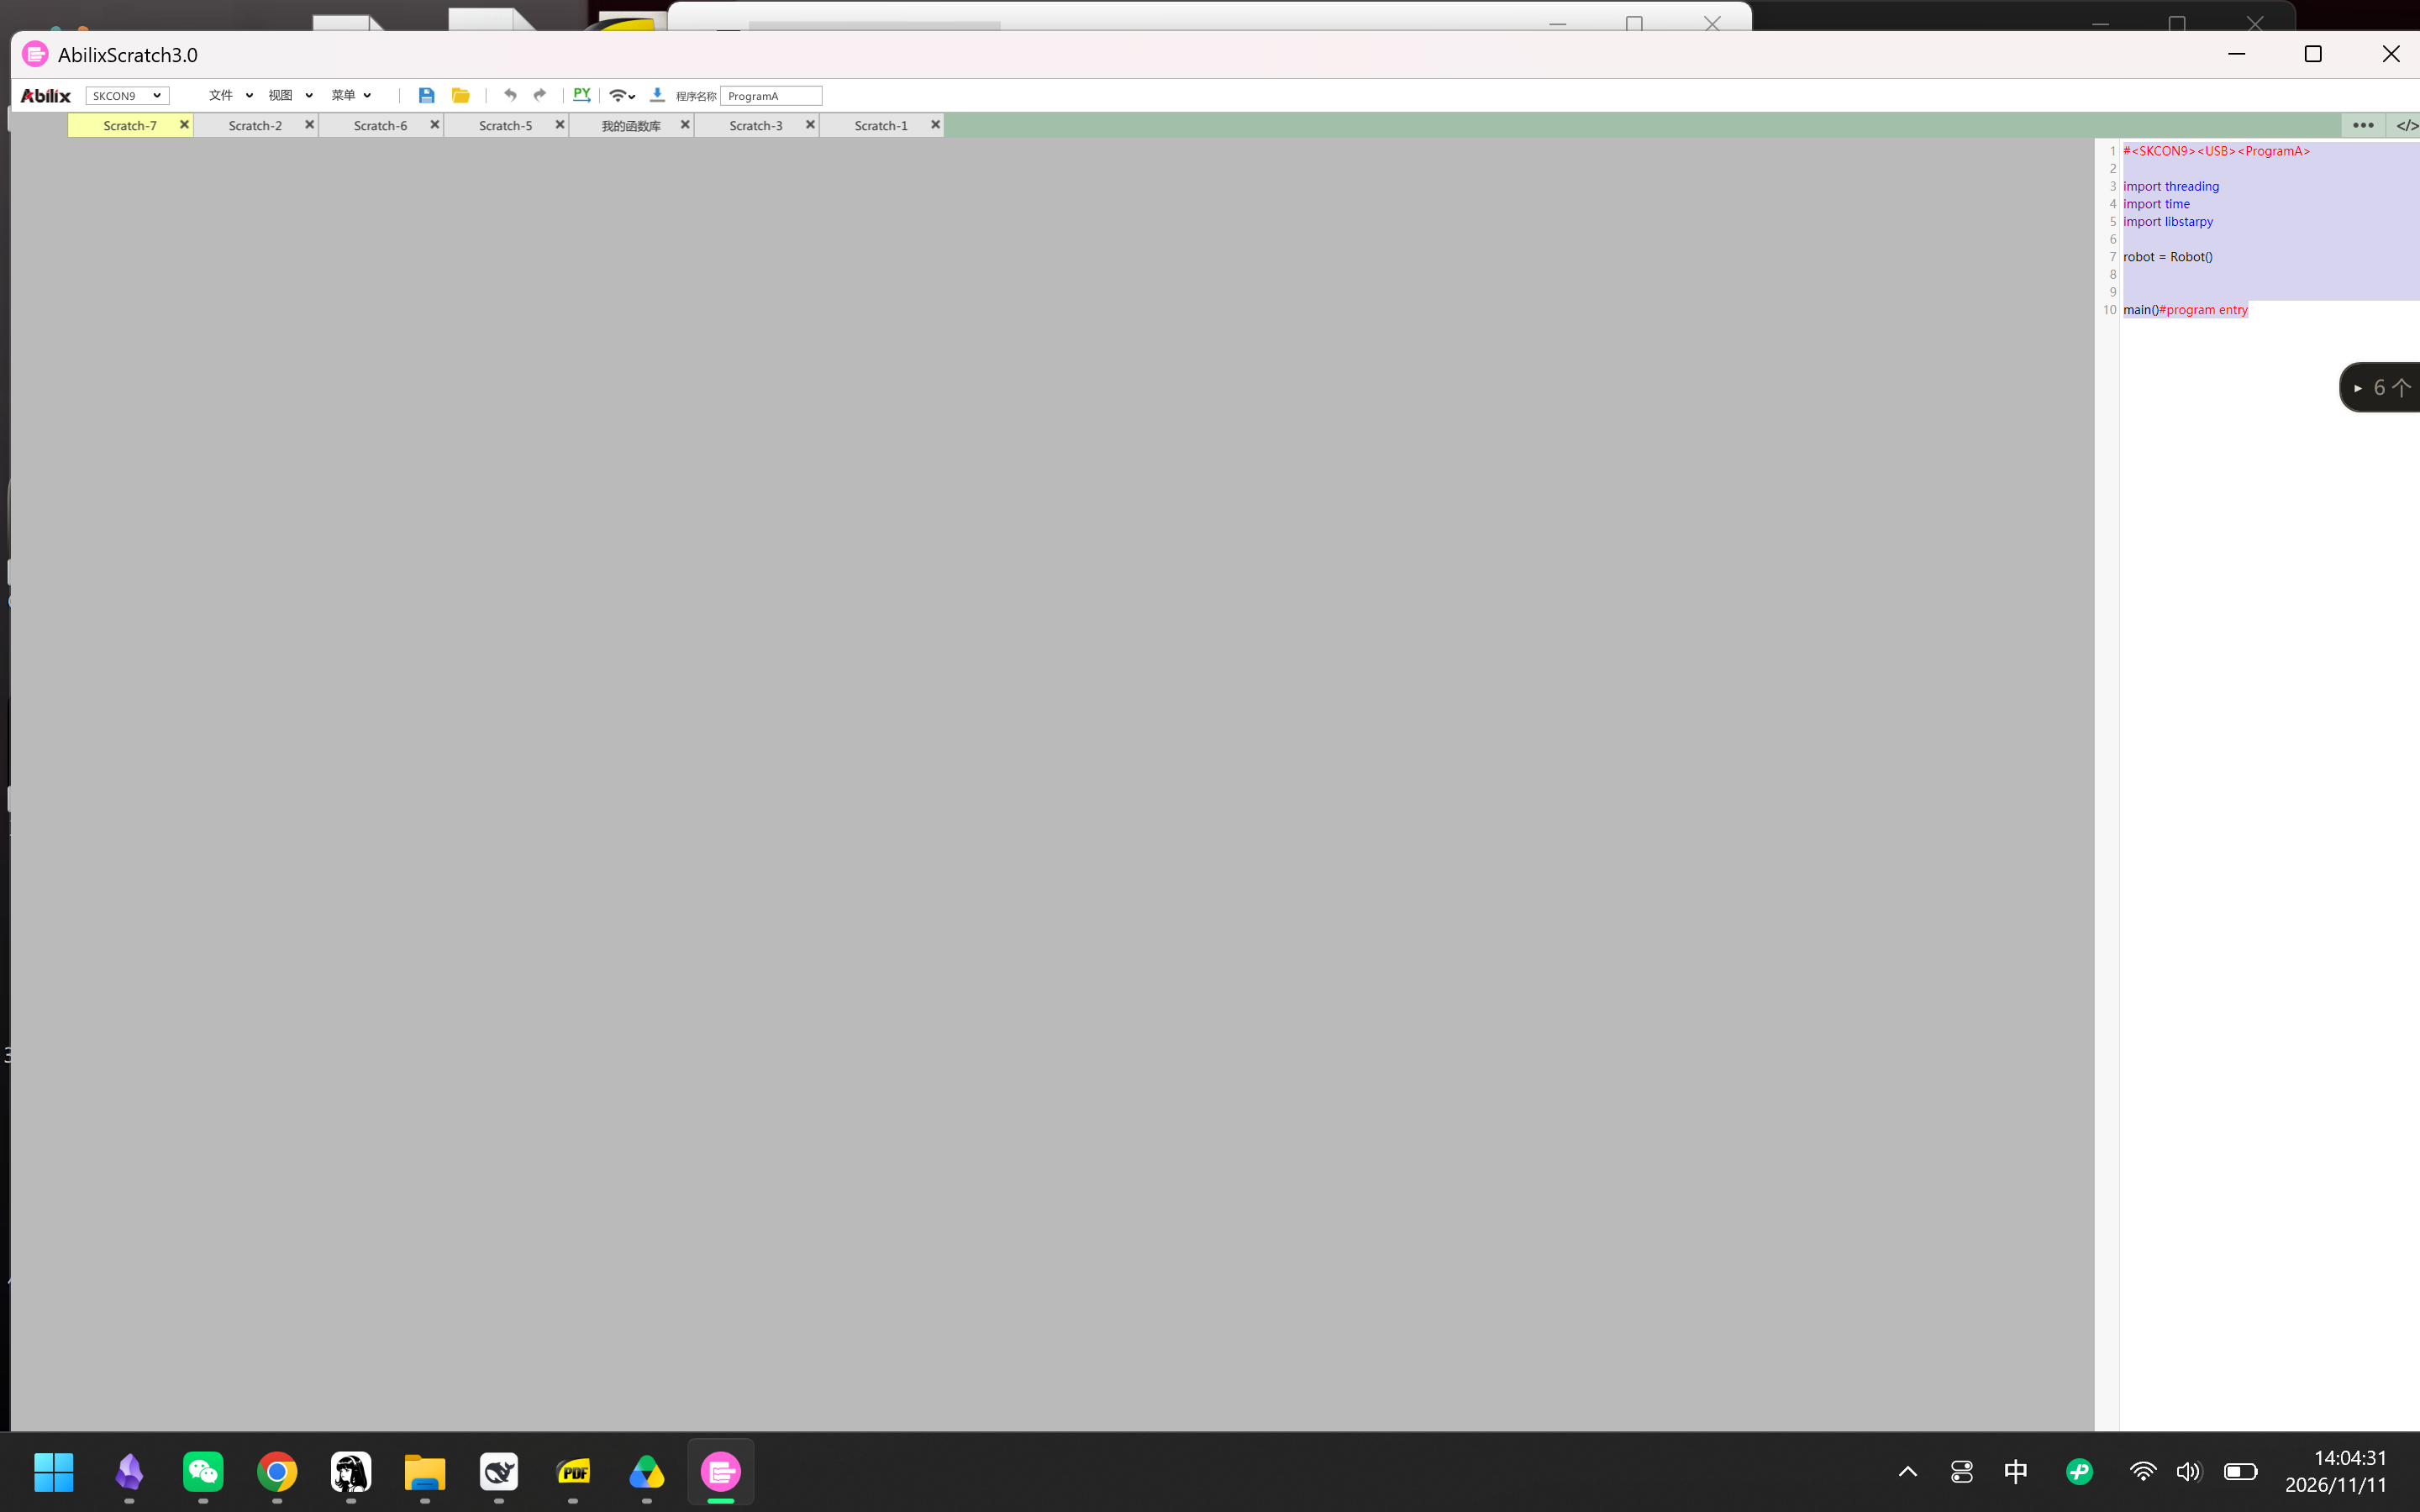 AbilixScratch3.0
Abilix SKCON9 文件 视图 菜单 PY 程序名称 ProgramA
Scratch-7 Scratch-2 Scratch-6 Scratch-5 我的函数库 Scratch-3 Scratch-1 ••• </>
1 #<SKCON9><USB><ProgramA>
2
3 import threading
4 import time
5 import libstarpy
6
7 robot = Robot()
8
9
10 main()#program entry
6 个
PDF
中
14:04:31
2026/11/11